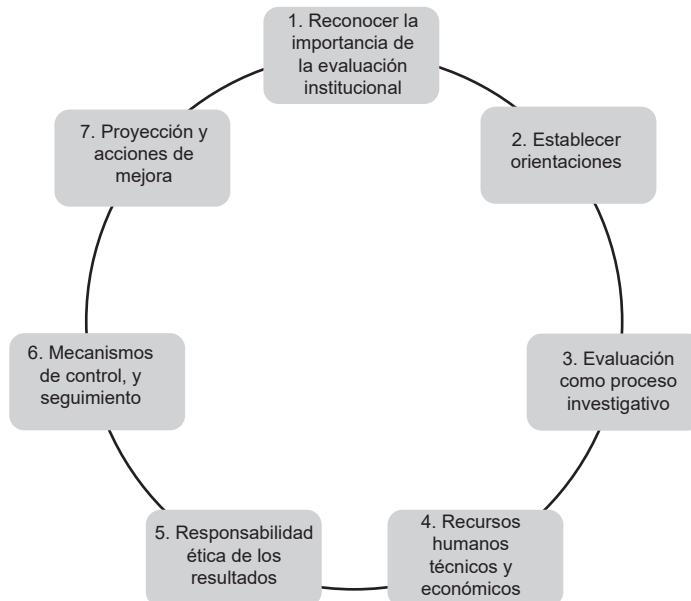 1. Reconocer la
importancia de
la evaluación
institucional
2. Establecer
orientaciones
3. Evaluación
como proceso
investigativo
4. Recursos
humanos
técnicos y
económicos
5. Responsabilidad
ética de los
resultados
6. Mecanismos
de control, y
seguimiento
7. Proyección y
acciones de
mejora